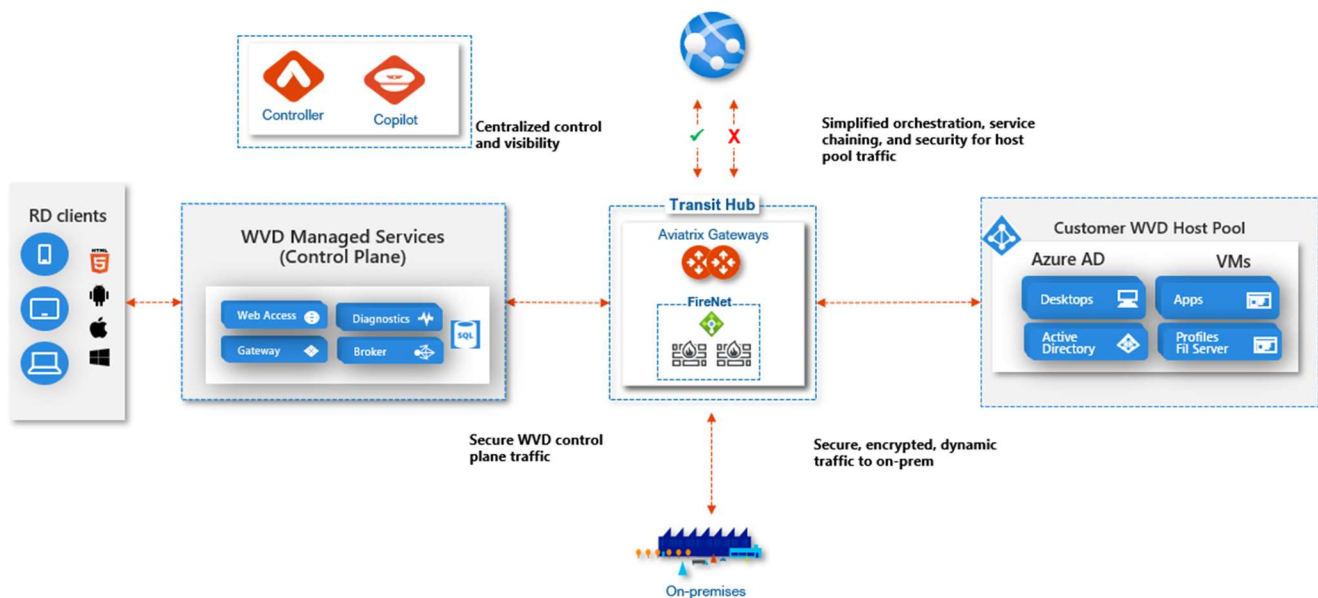 Controller
Copilot
Centralized control
and visibility
Simplified orchestration, service
chaining, and security for host
pool traffic
RD clients
HTML
5
WVD Managed Services
(Control Plane)
Web Access
Diagnostics
Gateway
Broker
SQL
Transit Hub
Aviatrix Gateways
FireNet
Customer WVD Host Pool
Azure AD
VMs
Desktops
Apps
Active
Directory
Profiles
Fil Server
Secure WVD control
plane traffic
Secure, encrypted, dynamic
traffic to on-prem
On-premises